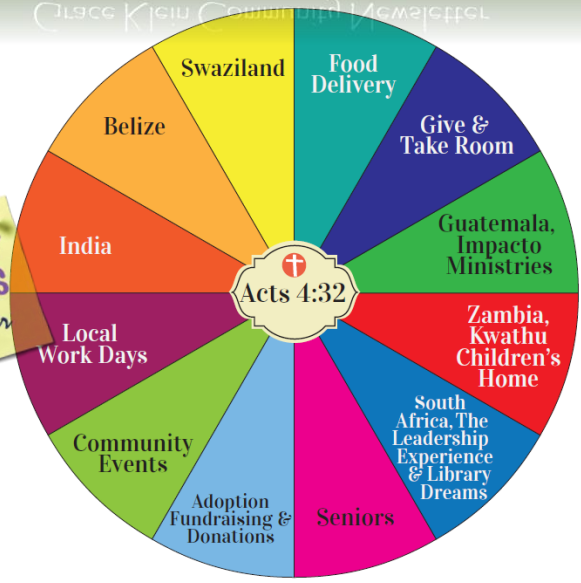 Grace Klein Community Newsletter
Swaziland
Food
Delivery
Give &
Take Room
Guatemala,
Impacto
Ministries
Zambia,
Kwathu
Children's
Home
South
Africa, The
Leadership
Experience
& Library
Dreams
Seniors
Adoption
Fundraising &
Donations
Community
Events
Local
Work Days
India
Belize
Acts 4:32